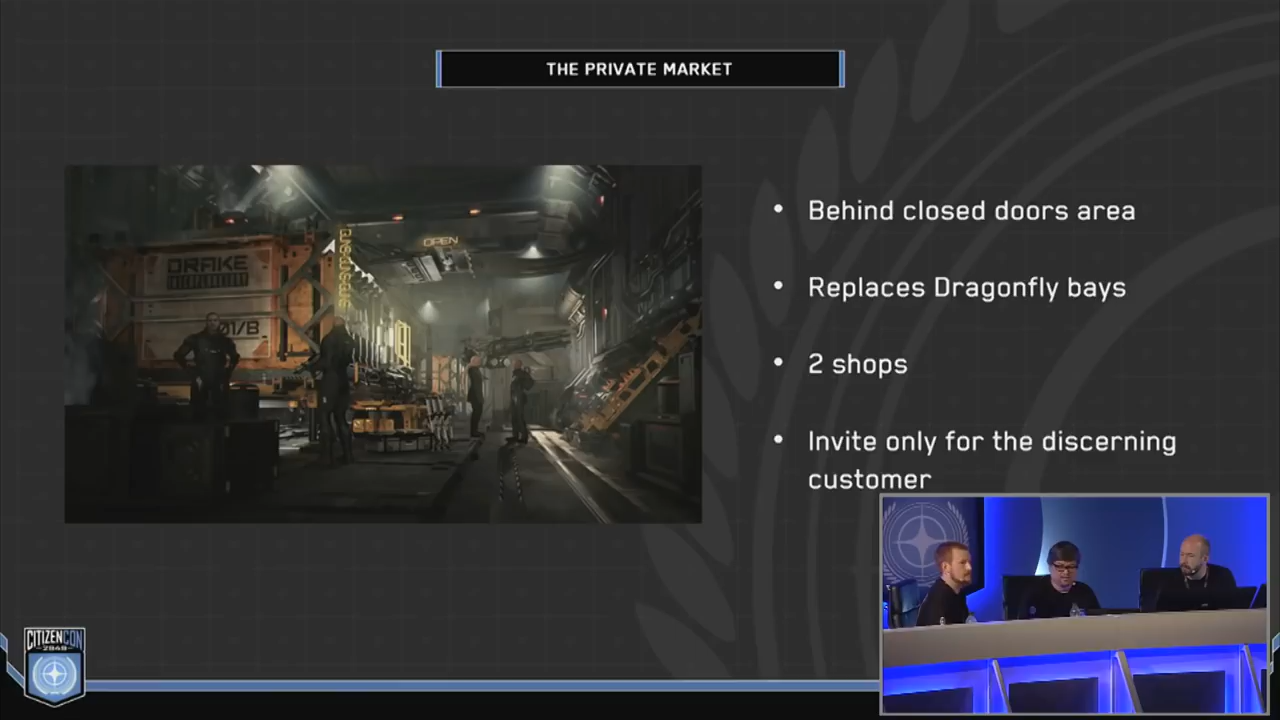 THE PRIVATE MARKET
DRAKE
INTERPLANETARY
01/B
OPEN
• Behind closed doors area
• Replaces Dragonfly bays
• 2 shops
• Invite only for the discerning
customer
CITIZENCON
2948